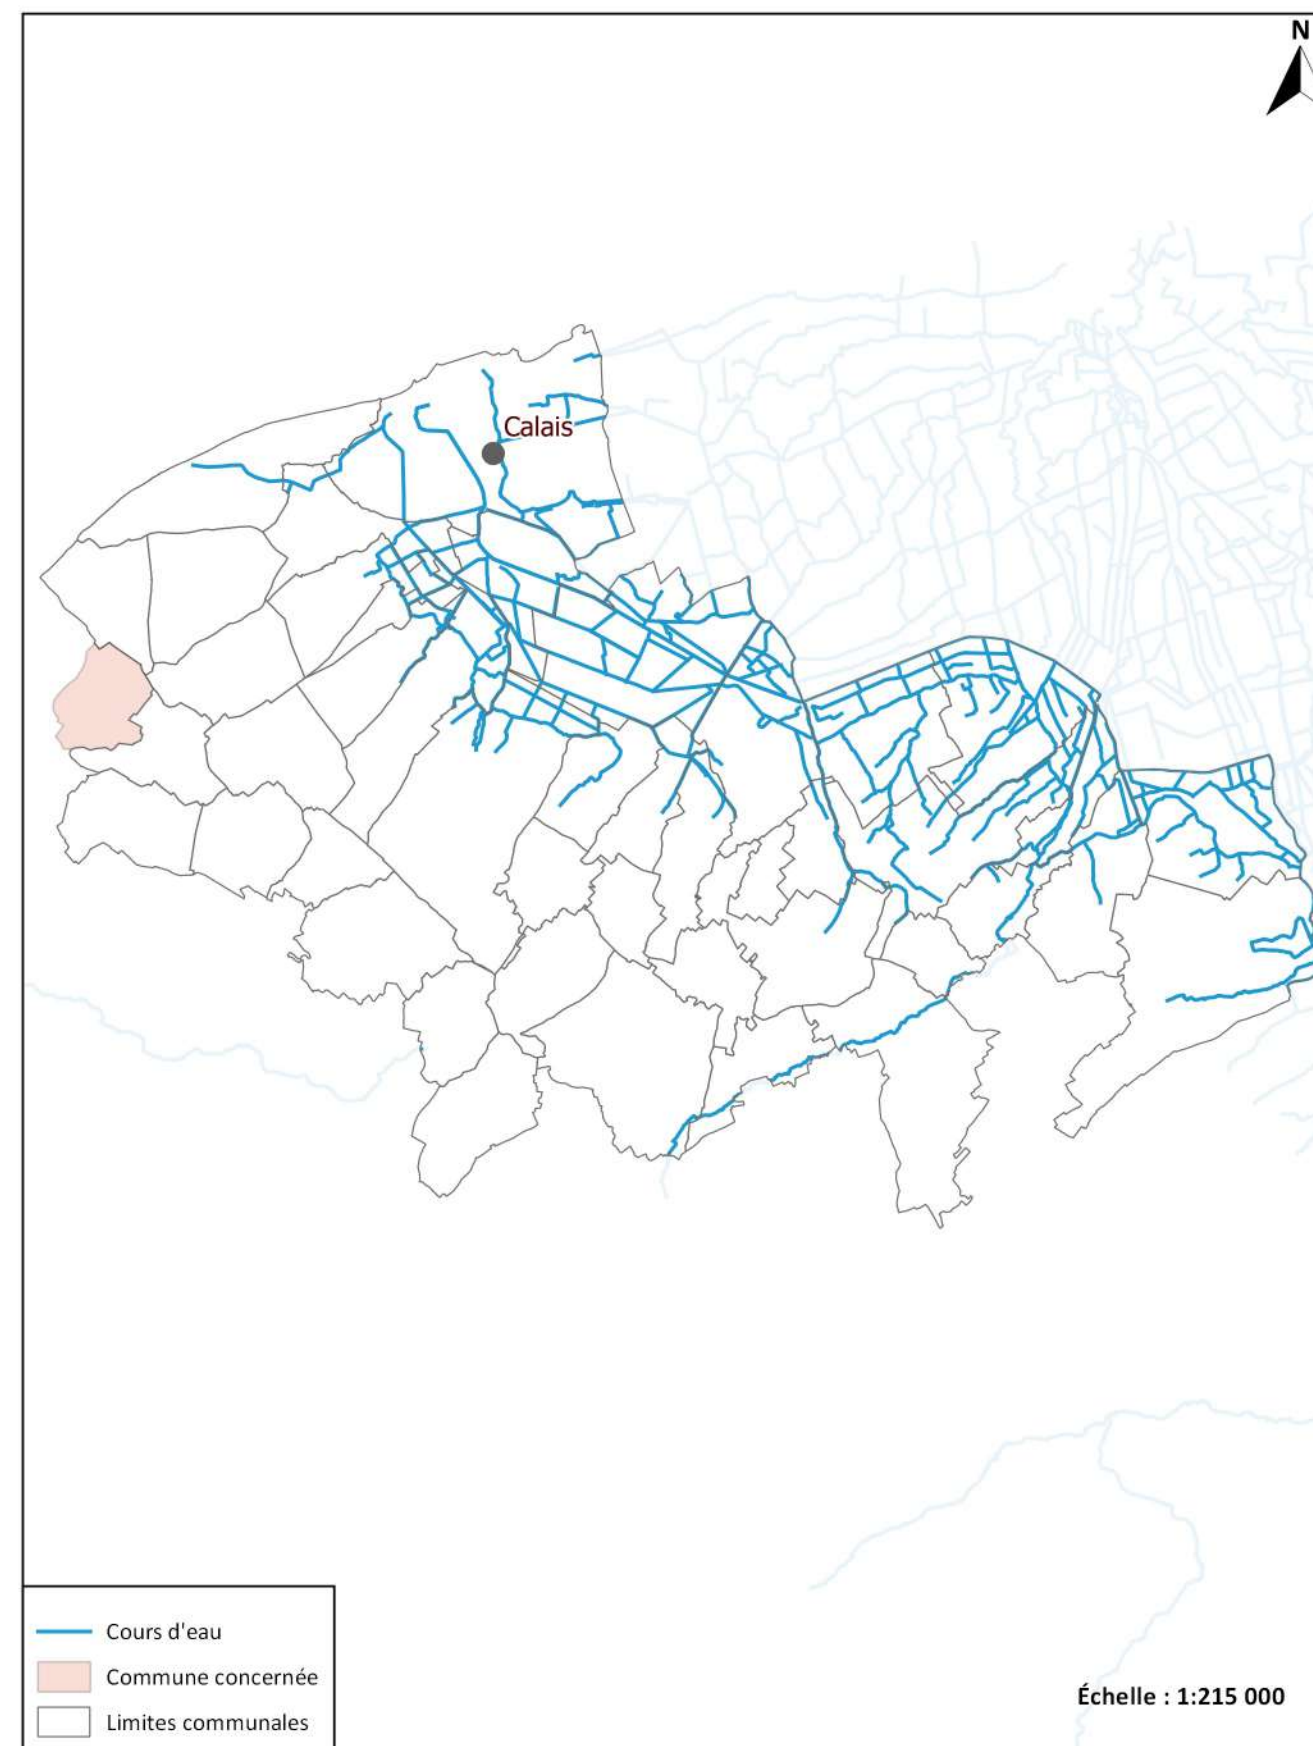 N
Calais
Cours d'eau
Commune concernée
Limites communales
Échelle : 1:215 000